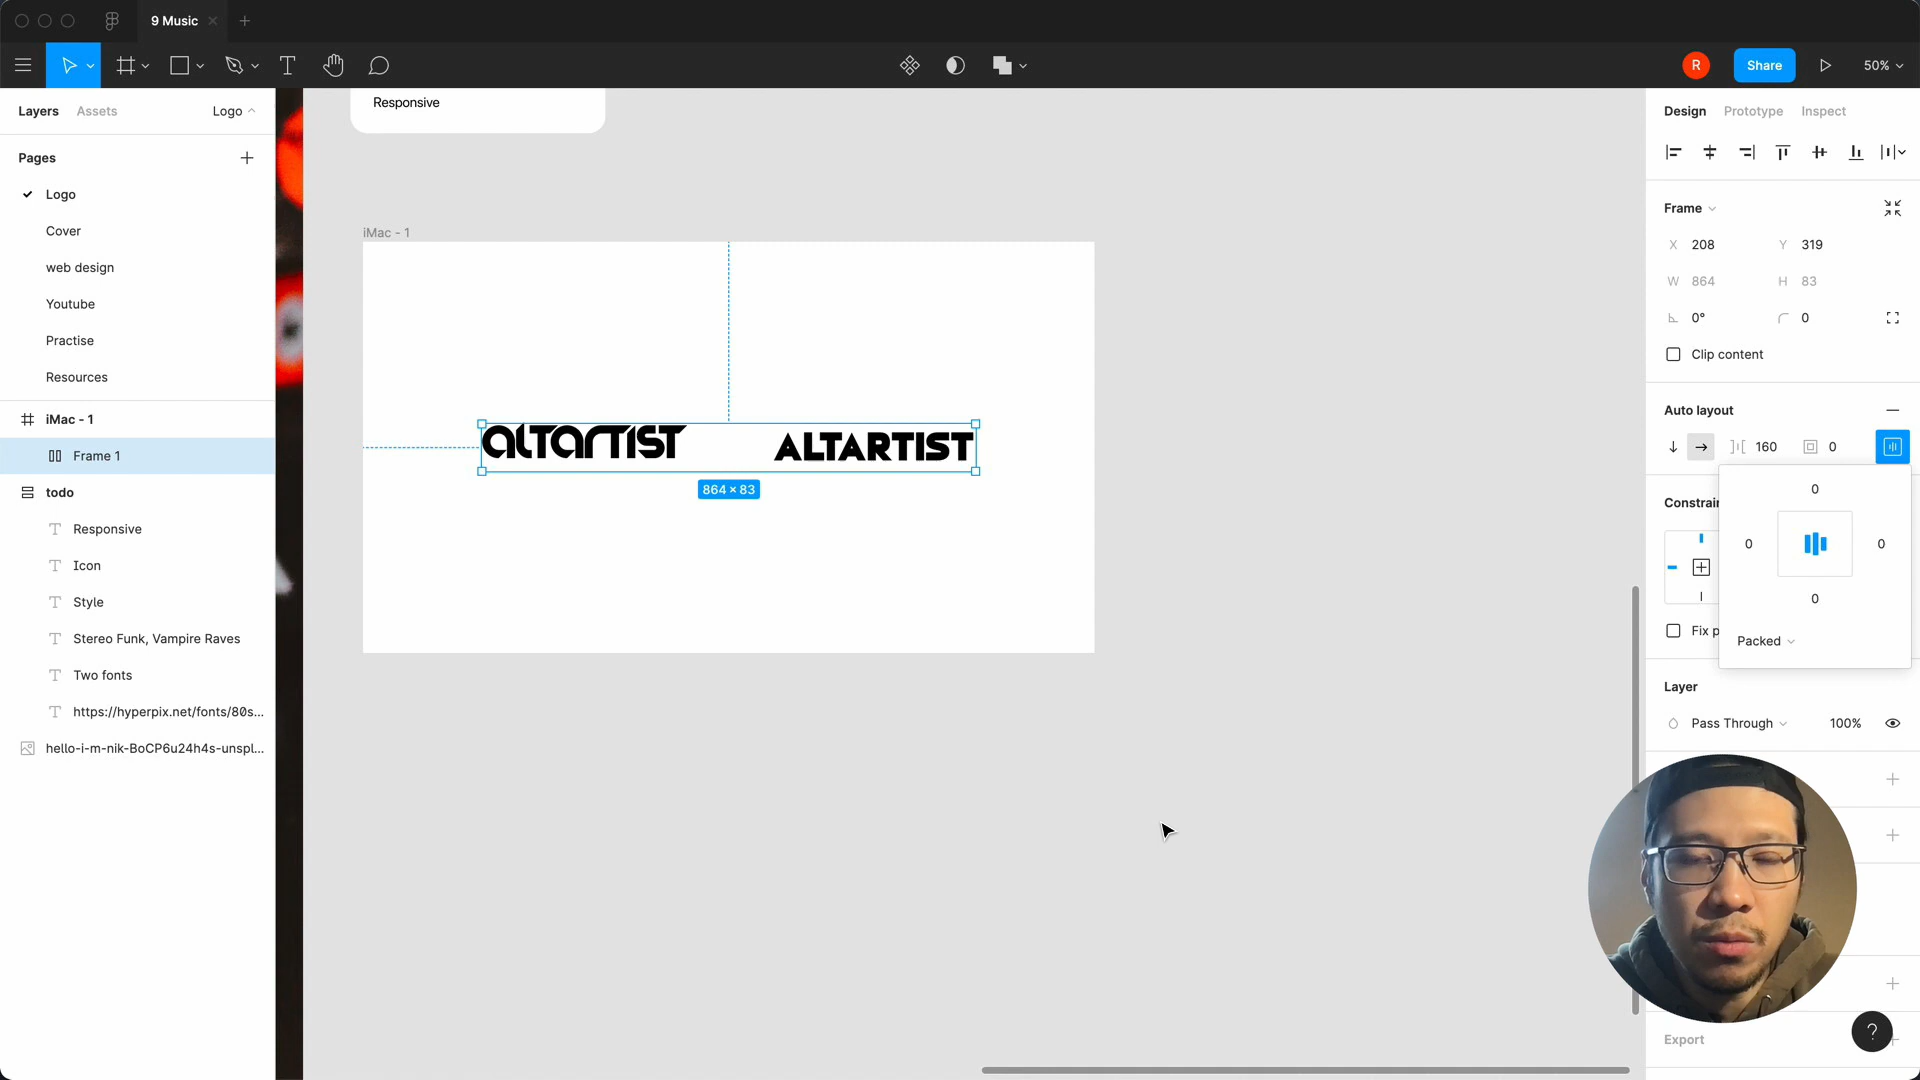 9 Music
R
Share
50%
Layers
Assets
Logo
Pages
Logo
Cover
web design
Youtube
Practise
Resources
iMac - 1
Frame 1
todo
Responsive
Icon
Style
Stereo Funk, Vampire Raves
Two fonts
https://hyperpix.net/fonts/80s...
hello-i-m-nik-BoCP6u24h4s-unspl...
Responsive
iMac - 1
alTarTIST
ALTARTIST
864 × 83
Design
Prototype
Inspect
Frame
X 208
Y 319
W 864
H 83
0°
0
Clip content
Auto layout
160
0
Constrai
0
0
0
0
Packed
Fix p
Layer
Pass Through
100%
Export
?